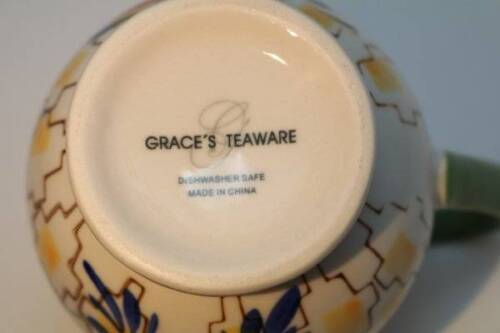 G
GRACE'S TEAWARE
DISHWASHER SAFE
MADE IN CHINA